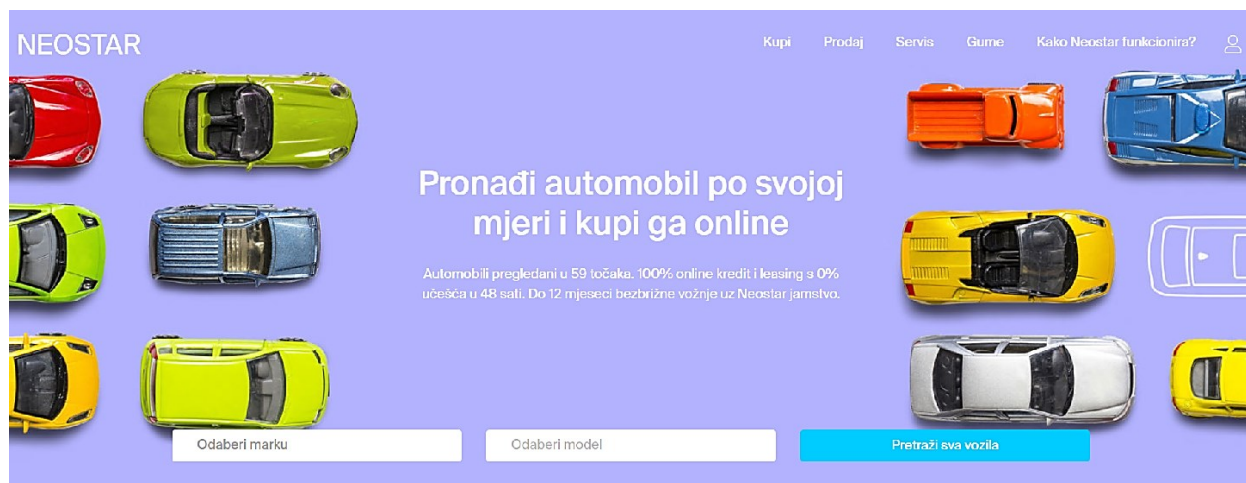 NEOSTAR
Kupi Prodaj Servis Gume Kako Neostar funkcionira?
Pronađi automobil po svojoj
mjeri i kupi ga online
Automobili pregledani u 59 točaka. 100% online kredit i leasing s 0%
učešća u 48 sati. Do 12 mjeseci bezbrižne vožnje uz Neostar jamstvo.
Odaberi marku
Odaberi model
Pretraži sva vozila